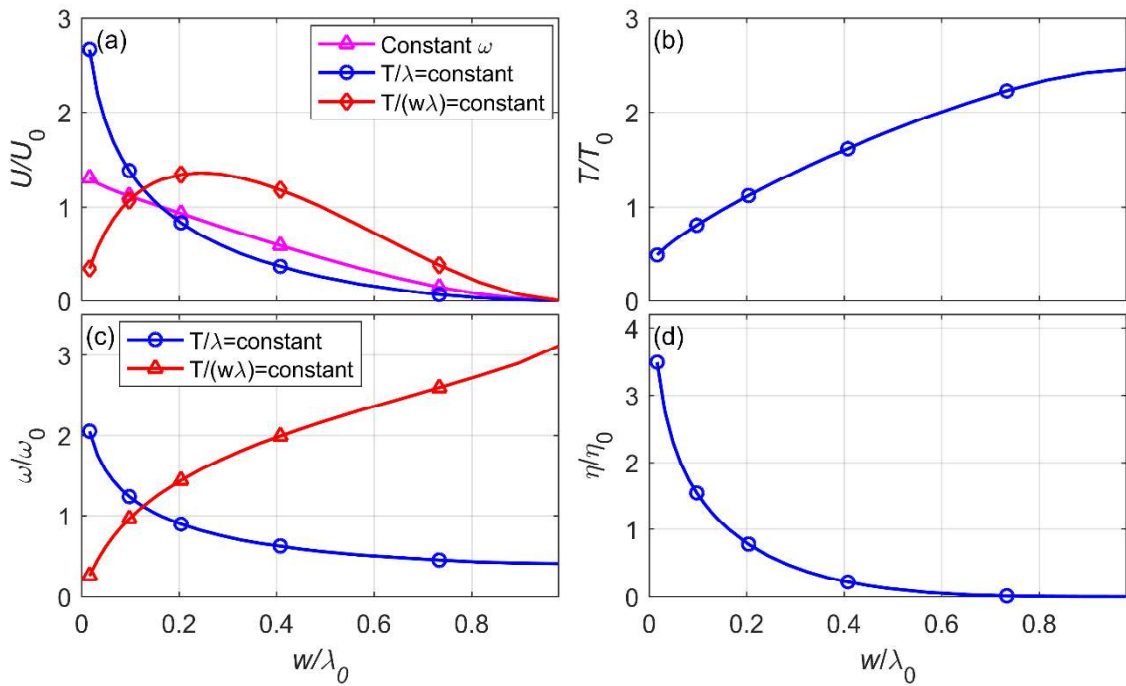 (a)
Constant ω
T/λ=constant
T/(wλ)=constant
3
2
1
0
U/U0
(b)
3
2
1
0
T/T0
(c)
T/λ=constant
T/(wλ)=constant
3
2
1
0
ω/ω0
0 0.2 0.4 0.6 0.8
w/λ0
(d)
4
3
2
1
0
η/η0
0 0.2 0.4 0.6 0.8
w/λ0